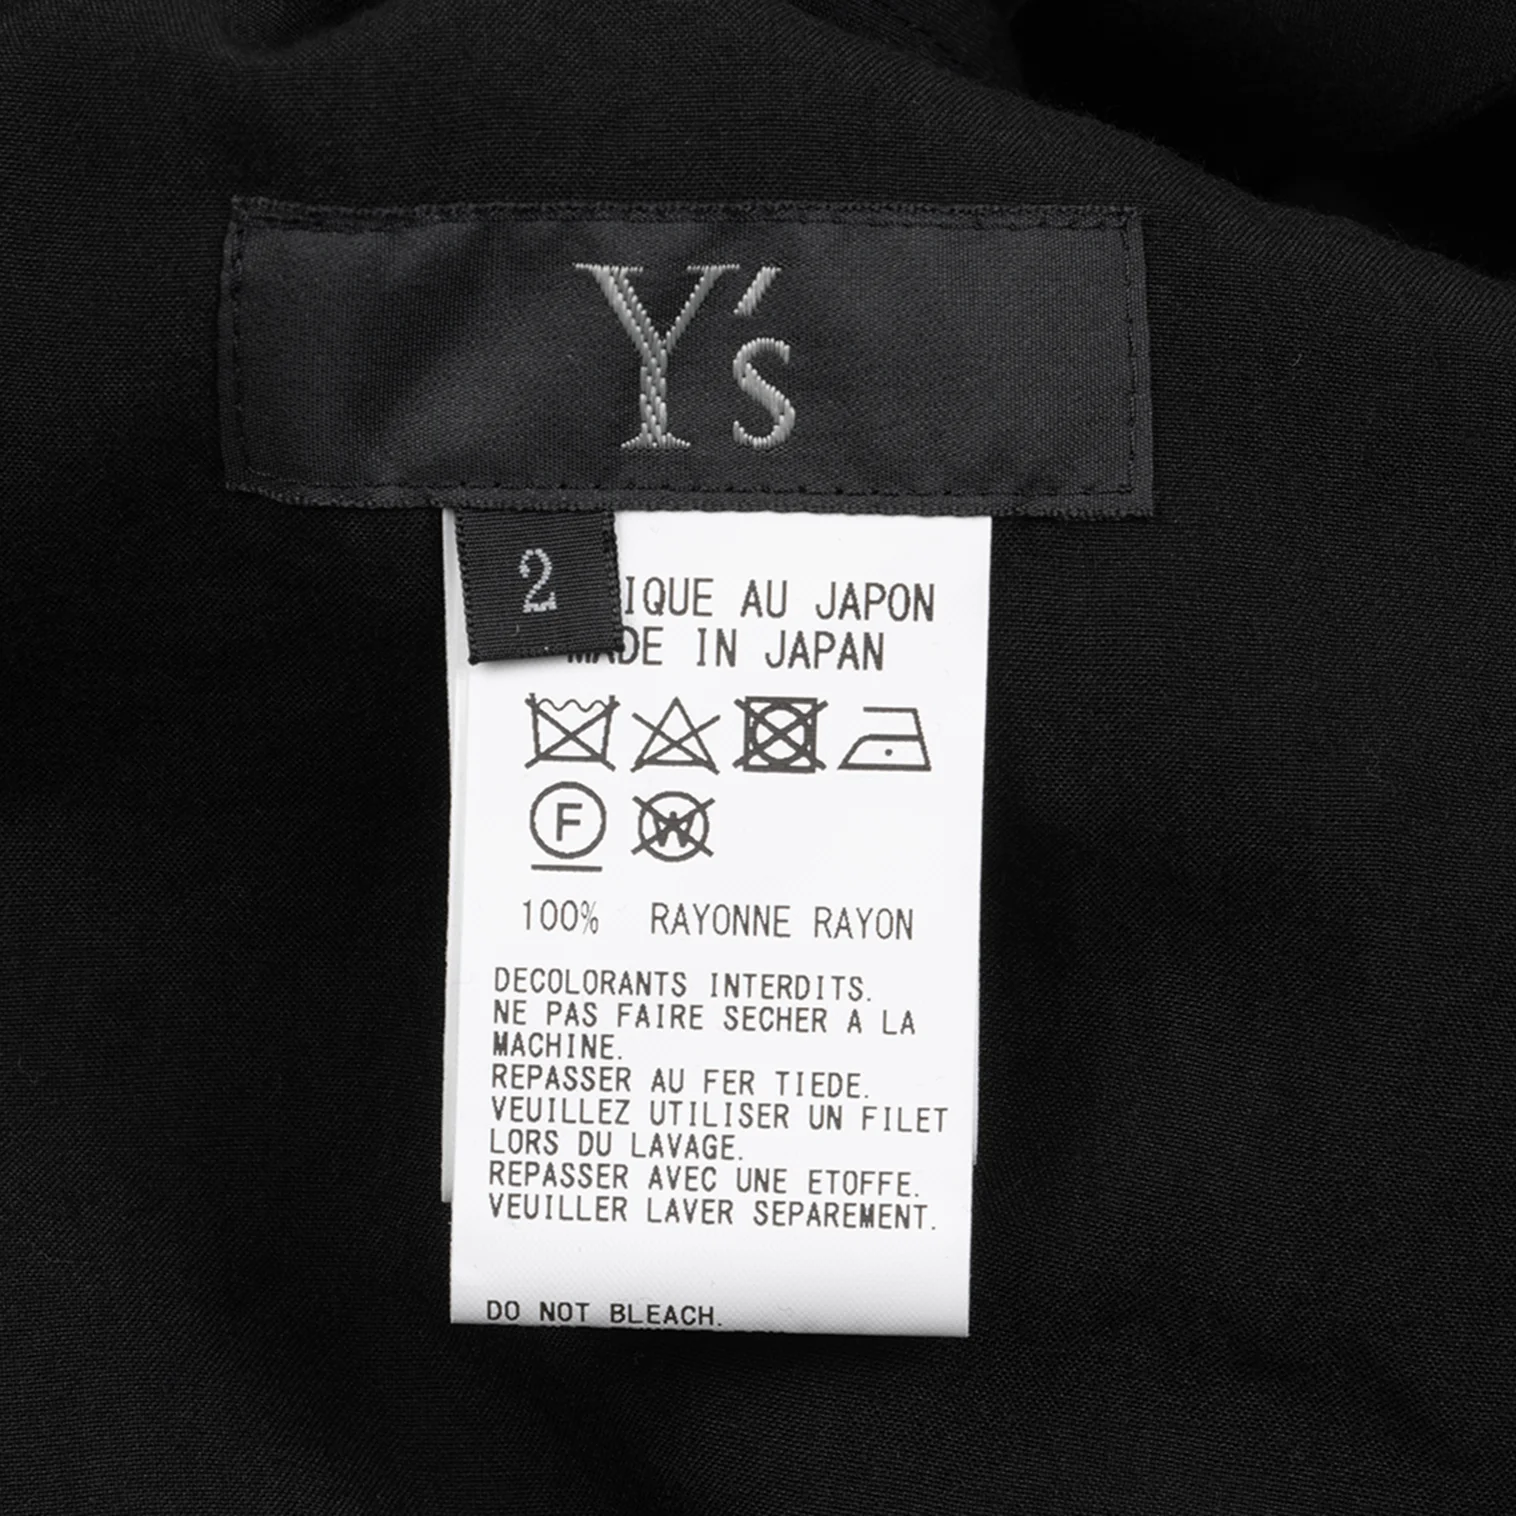 Y's
2
IQUE AU JAPON
MADE IN JAPAN
F
W
100% RAYONNE RAYON
DECOLORANTS INTERDITS.
NE PAS FAIRE SECHER A LA
MACHINE.
REPASSER AU FER TIEDE.
VEUILLEZ UTILISER UN FILET
LORS DU LAVAGE.
REPASSER AVEC UNE ETOFFE.
VEUILLER LAVER SEPAREMENT.
DO NOT BLEACH.